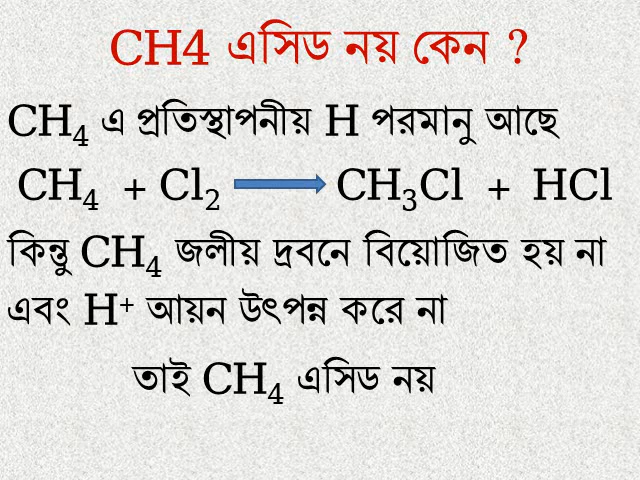 CH4 এসিড নয় কেন ?
CH₄ এ প্রতিস্থাপনীয় H পরমানু আছে
CH₄ + Cl₂ → CH₃Cl + HCl
কিন্তু CH₄ জলীয় দ্রবনে বিয়োজিত হয় না
এবং H⁺ আয়ন উৎপন্ন করে না
তাই CH₄ এসিড নয়